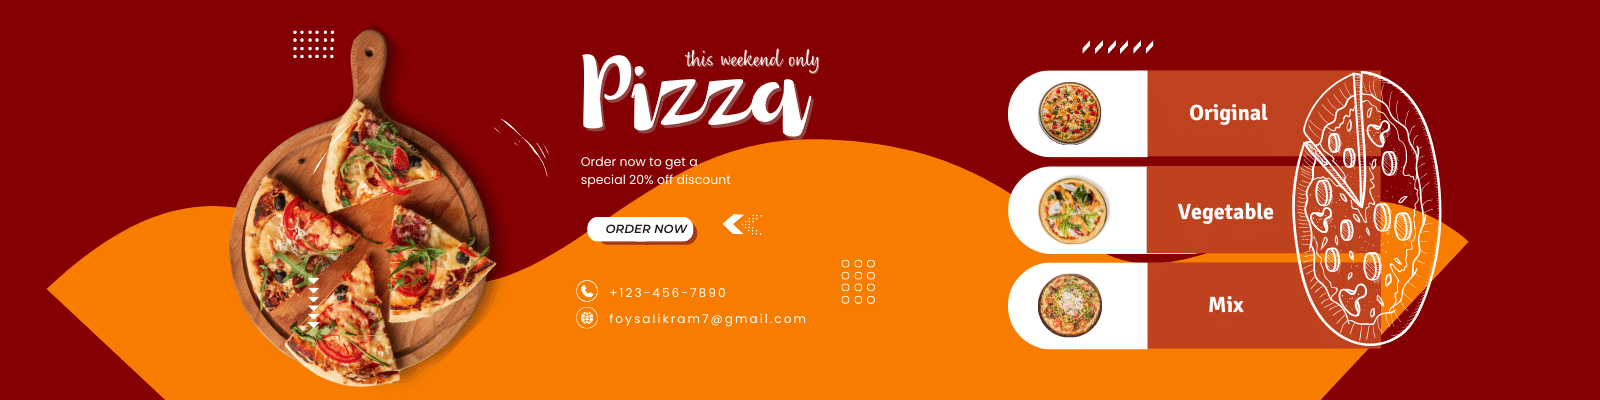 this weekend only
Pizza
Order now to get a
special 20% off discount
ORDER NOW
+123-456-7890
foysalikram7@gmail.com
Original
Vegetable
Mix